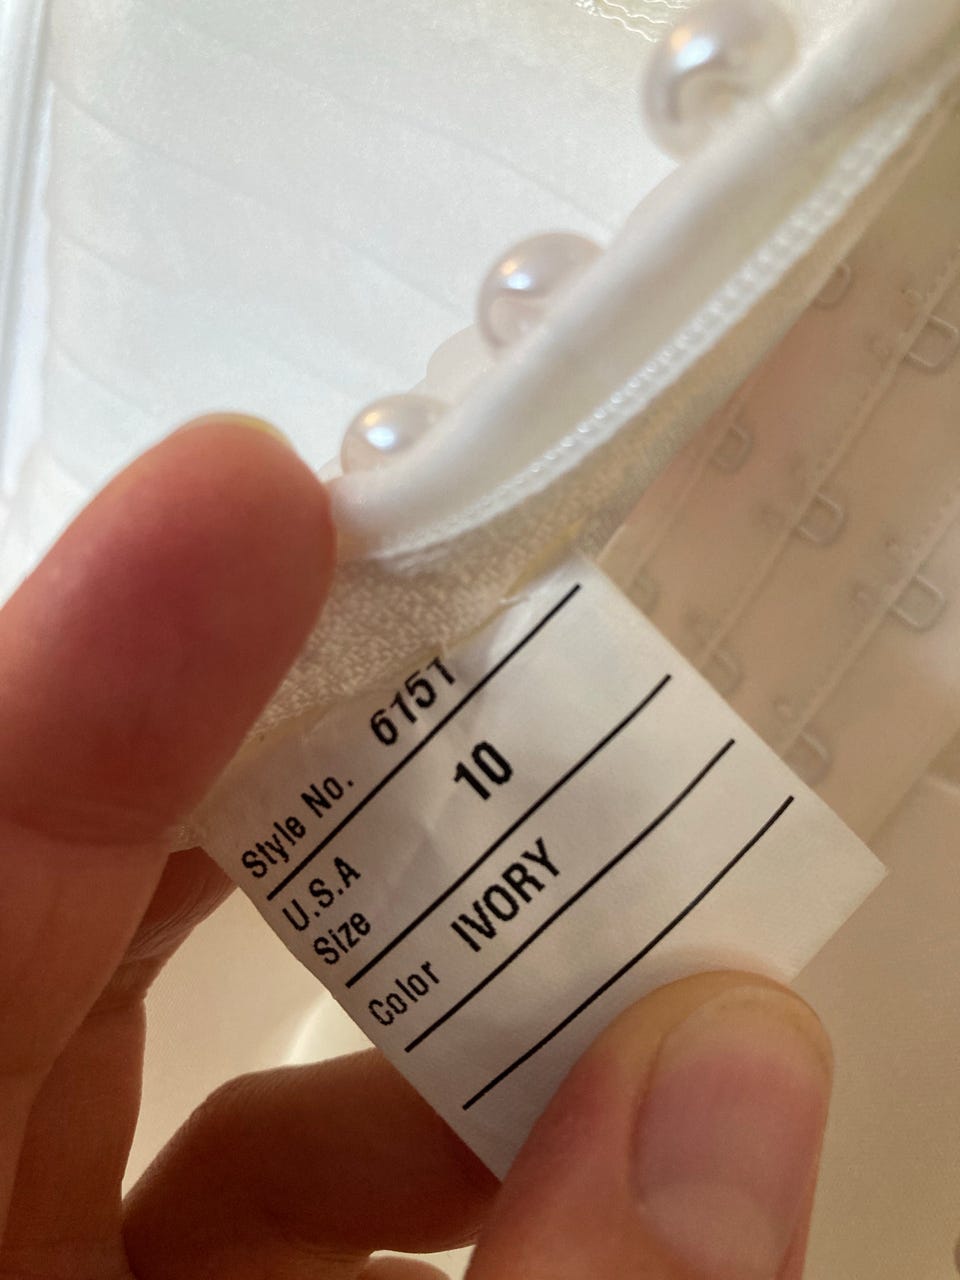 Style No. 6151
U.S.A 10
Size
Color IVORY